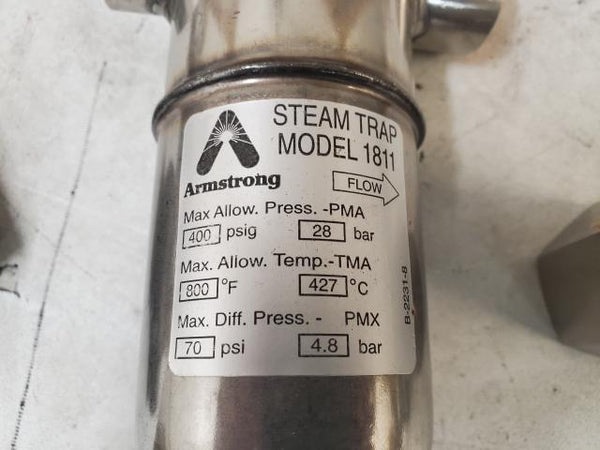 STEAM TRAP
MODEL 1811
Armstrong
FLOW
Max Allow. Press. -PMA
400 psig 28 bar
Max. Allow. Temp.-TMA
800 °F 427 °C
Max. Diff. Press. - PMX
70 psi 4.8 bar
B-2231-8